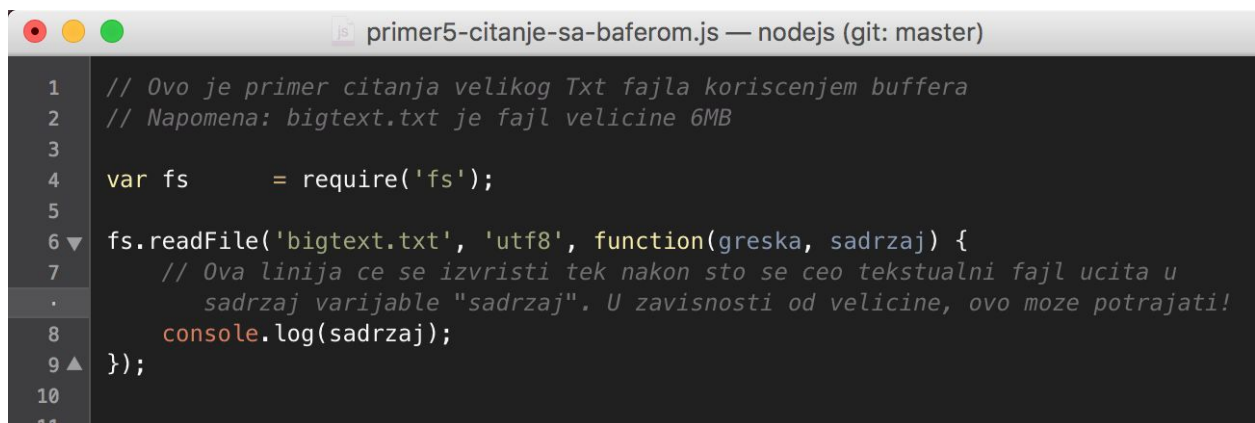 js primer5-citanje-sa-baferom.js — nodejs (git: master)
1 // Ovo je primer citanja velikog Txt fajla koriscenjem buffera
2 // Napomena: bigtext.txt je fajl velicine 6MB
3
4 var fs = require('fs');
5
6 fs.readFile('bigtext.txt', 'utf8', function(greska, sadrzaj) {
7 // Ova linija ce se izvristi tek nakon sto se ceo tekstualni fajl ucita u
sadrzaj varijable "sadrzaj". U zavisnosti od velicine, ovo moze potrajati!
8 console.log(sadrzaj);
9 });
10